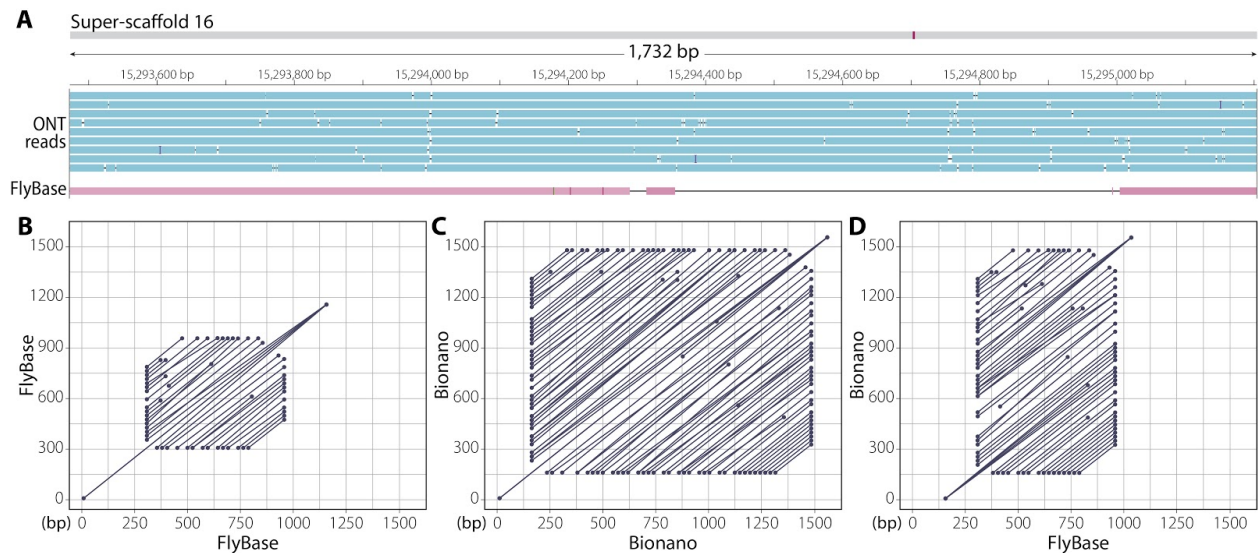 A
Super-scaffold 16
1,732 bp
15,293,600 bp 15,293,800 bp 15,294,000 bp 15,294,200 bp 15,294,400 bp 15,294,600 bp 15,294,800 bp 15,295,000 bp
ONT
reads
FlyBase
B
1500
1200
900
600
300
0
FlyBase
(bp) 0 250 500 750 1000 1250 1500
FlyBase
C
1500
1200
900
600
300
0
Bionano
(bp) 0 250 500 750 1000 1250 1500
Bionano
D
1500
1200
900
600
300
0
Bionano
(bp) 0 250 500 750 1000 1250 1500
FlyBase